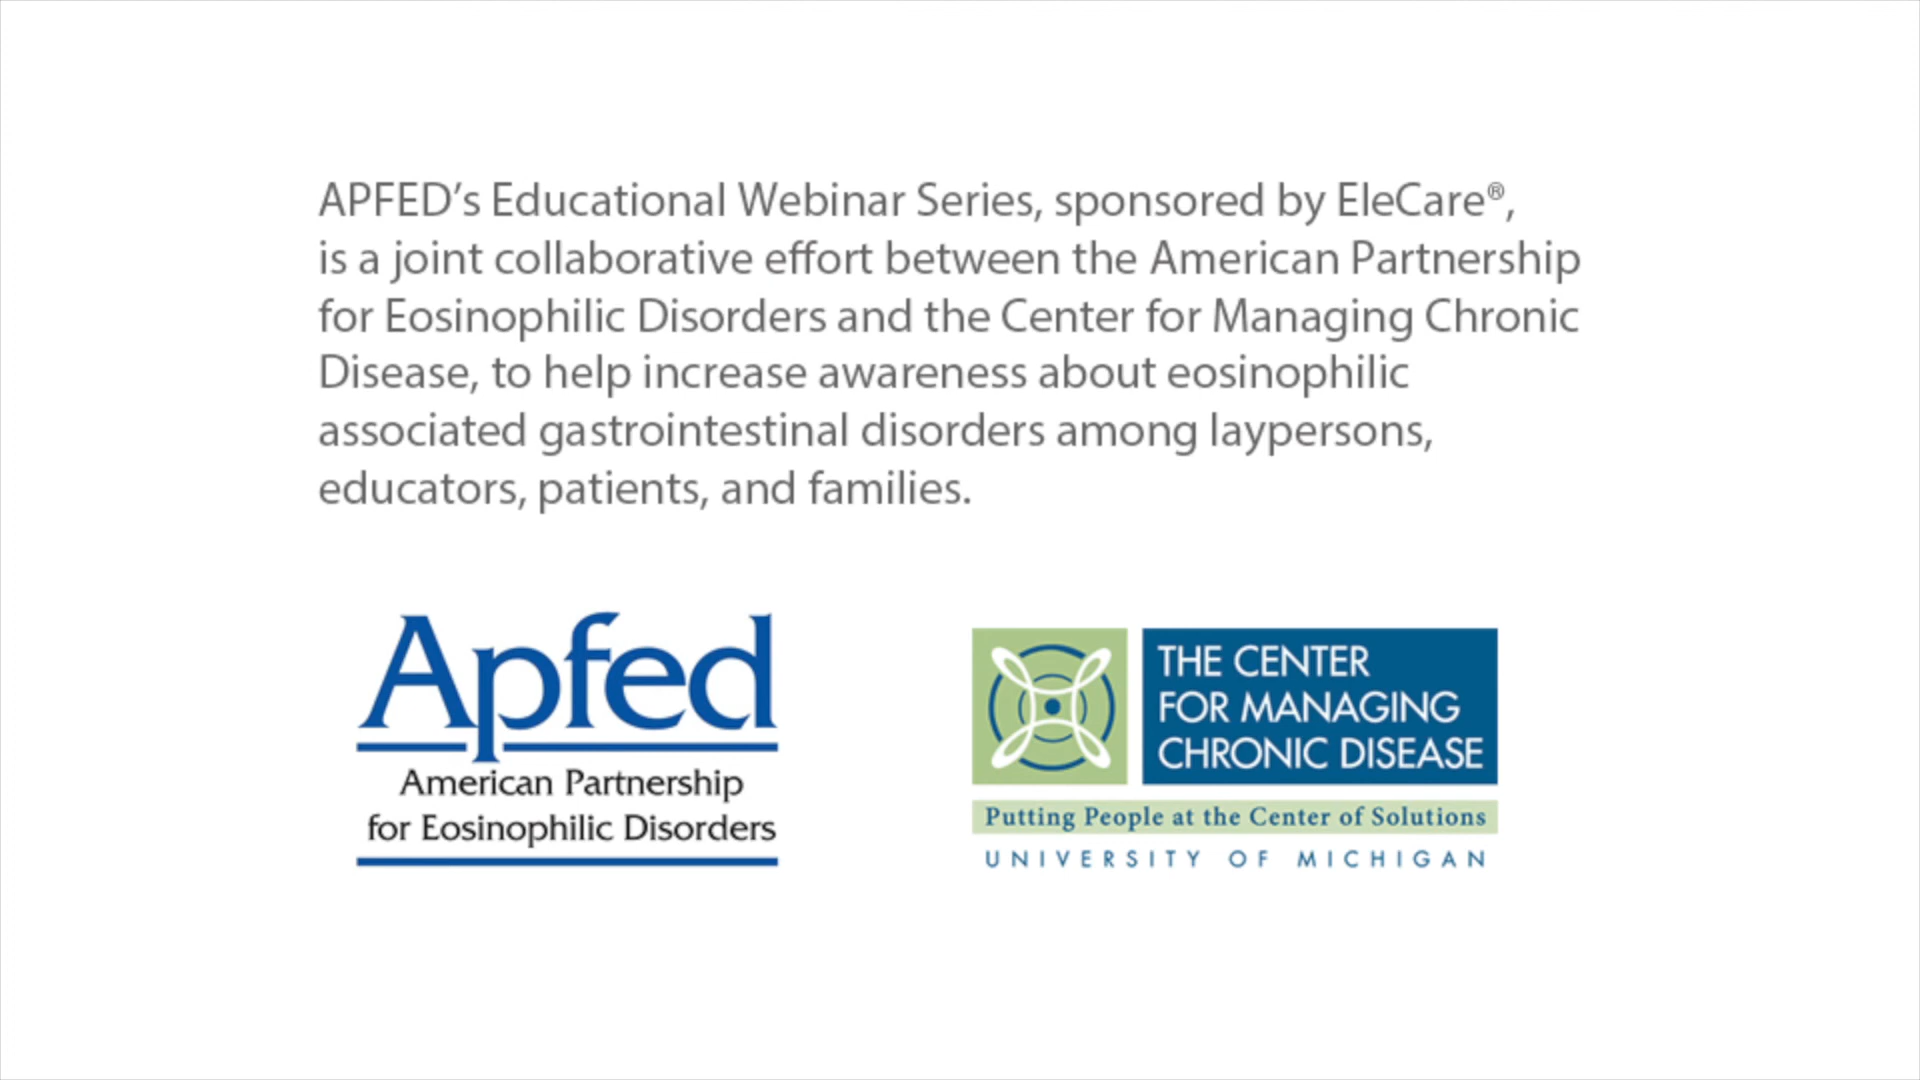 APFED’s Educational Webinar Series, sponsored by EleCare®,
is a joint collaborative effort between the American Partnership
for Eosinophilic Disorders and the Center for Managing Chronic
Disease, to help increase awareness about eosinophilic
associated gastrointestinal disorders among laypersons,
educators, patients, and families.
Apfed
American Partnership
for Eosinophilic Disorders
THE CENTER
FOR MANAGING
CHRONIC DISEASE
Putting People at the Center of Solutions
UNIVERSITY OF MICHIGAN